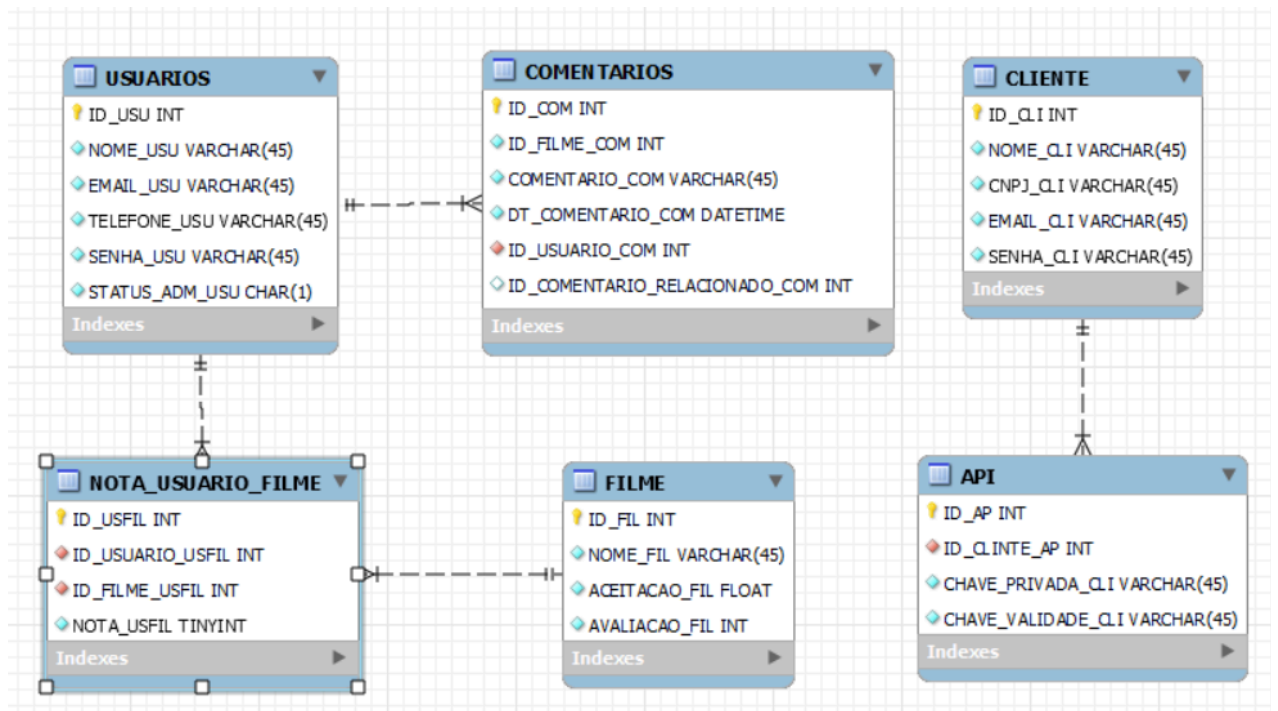 USUARIOS
ID_USU INT
NOME_USU VARCHAR(45)
EMAIL_USU VARCHAR(45)
TELEFONE_USU VARCHAR(45)
SENHA_USU VARCHAR(45)
STATUS_ADM_USU CHAR(1)
Indexes
COMENTARIOS
ID_COM INT
ID_FILME_COM INT
COMENTARIO_COM VARCHAR(45)
DT_COMENTARIO_COM DATETIME
ID_USUARIO_COM INT
ID_COMENTARIO_RELACIONADO_COM INT
Indexes
CLIENTE
ID_CLI INT
NOME_CLI VARCHAR(45)
CNPJ_CLI VARCHAR(45)
EMAIL_CLI VARCHAR(45)
SENHA_CLI VARCHAR(45)
Indexes
NOTA_USUARIO_FILME
ID_USFIL INT
ID_USUARIO_USFIL INT
ID_FILME_USFIL INT
NOTA_USFIL TINYINT
Indexes
FILME
ID_FIL INT
NOME_FIL VARCHAR(45)
ACEITACAO_FIL FLOAT
AVALIACAO_FIL INT
Indexes
API
ID_AP INT
ID_CLINTE_AP INT
CHAVE_PRIVADA_CLI VARCHAR(45)
CHAVE_VALIDADE_CLI VARCHAR(45)
Indexes